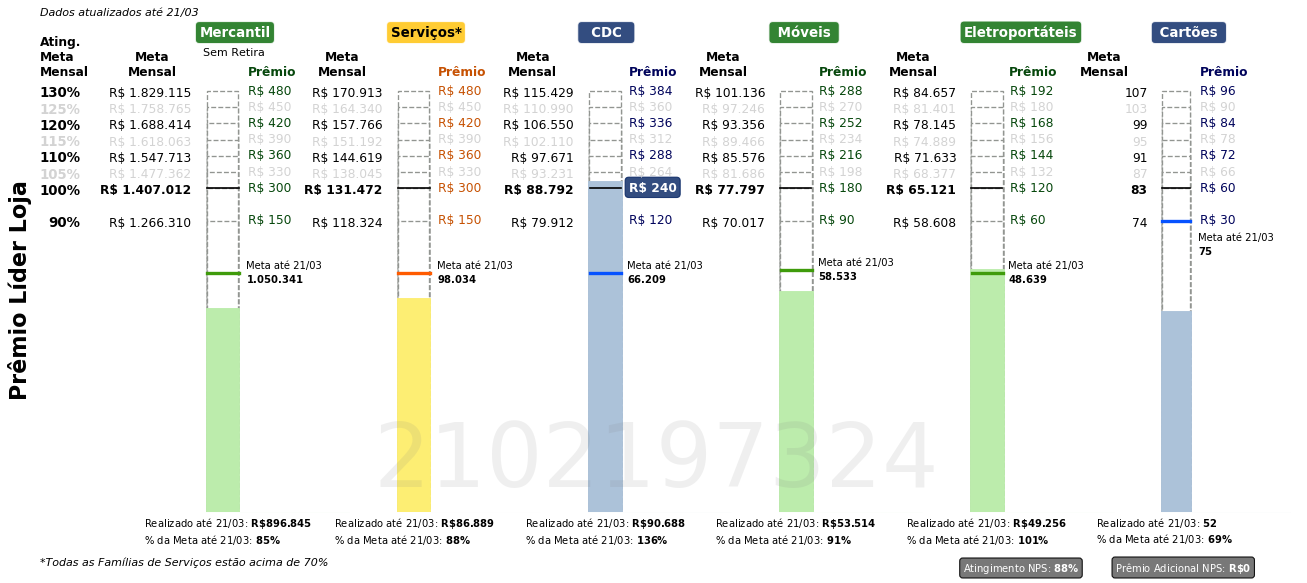 Dados atualizados até 21/03
Mercantil Serviços* CDC Móveis Eletroportáteis Cartões
Sem Retira
Ating. Meta Mensal
Meta Mensal Prêmio Meta Mensal Prêmio Meta Mensal Prêmio Meta Mensal Prêmio Meta Mensal Prêmio Meta Mensal Prêmio
130% R$ 1.829.115 R$ 480 R$ 170.913 R$ 480 R$ 115.429 R$ 384 R$ 101.136 R$ 288 R$ 84.657 R$ 192 107 R$ 96
125% R$ 1.758.765 R$ 450 R$ 164.340 R$ 450 R$ 110.990 R$ 360 R$ 97.246 R$ 270 R$ 81.401 R$ 180 103 R$ 90
120% R$ 1.688.414 R$ 420 R$ 157.766 R$ 420 R$ 106.550 R$ 336 R$ 93.356 R$ 252 R$ 78.145 R$ 168 99 R$ 84
115% R$ 1.618.063 R$ 390 R$ 151.192 R$ 390 R$ 102.110 R$ 312 R$ 89.466 R$ 234 R$ 74.889 R$ 156 95 R$ 78
110% R$ 1.547.713 R$ 360 R$ 144.619 R$ 360 R$ 97.671 R$ 288 R$ 85.576 R$ 216 R$ 71.633 R$ 144 91 R$ 72
105% R$ 1.477.362 R$ 330 R$ 138.045 R$ 330 R$ 93.231 R$ 264 R$ 81.686 R$ 198 R$ 68.377 R$ 132 87 R$ 66
100% R$ 1.407.012 R$ 300 R$ 131.472 R$ 300 R$ 88.792 R$ 240 R$ 77.797 R$ 180 R$ 65.121 R$ 120 83 R$ 60
90% R$ 1.266.310 R$ 150 R$ 118.324 R$ 150 R$ 79.912 R$ 120 R$ 70.017 R$ 90 R$ 58.608 R$ 60 74 R$ 30
Meta até 21/03 Meta até 21/03 Meta até 21/03 Meta até 21/03 Meta até 21/03 Meta até 21/03
1.050.341 98.034 66.209 58.533 48.639 75
Prêmio Líder Loja
2102197324
Realizado até 21/03: R$896.845 Realizado até 21/03: R$86.889 Realizado até 21/03: R$90.688 Realizado até 21/03: R$53.514 Realizado até 21/03: R$49.256 Realizado até 21/03: 52
% da Meta até 21/03: 85% % da Meta até 21/03: 88% % da Meta até 21/03: 136% % da Meta até 21/03: 91% % da Meta até 21/03: 101% % da Meta até 21/03: 69%
*Todas as Famílias de Serviços estão acima de 70%
Atingimento NPS: 88% Prêmio Adicional NPS: R$0